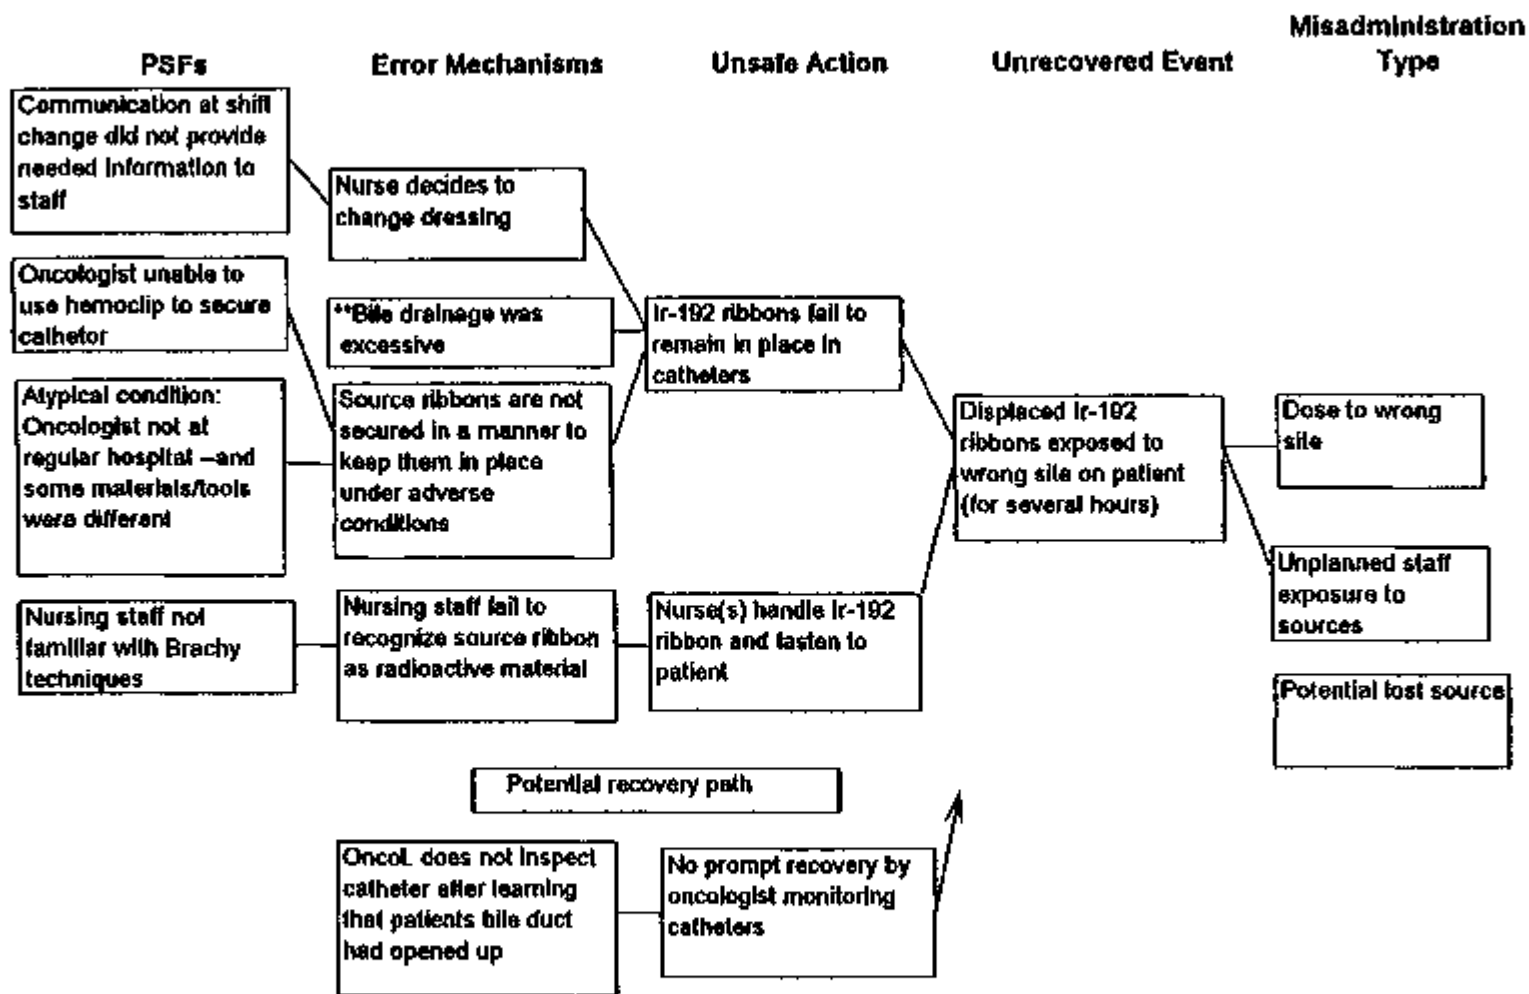 PSFs
Error Mechanisms
Unsafe Action
Unrecovered Event
Misadministration
Type
Communication at shift
change did not provide
needed information to
staff
Oncologist unable to
use hemoclip to secure
cathetor
Atypical condition:
Oncologist not at
regular hospital –and
some materials/tools
were different
Nursing staff not
familiar with Brachy
techniques
Nurse decides to
change dressing
**Bile drainage was
excessive
Source ribbons are not
secured in a manner to
keep them in place
under adverse
conditions
Nursing staff fail to
recognize source ribbon
as radioactive material
Ir-192 ribbons fail to
remain in place in
catheters
Nurse(s) handle Ir-192
ribbon and fasten to
patient
Displaced Ir-192
ribbons exposed to
wrong site on patient
(for several hours)
Dose to wrong
site
Unplanned staff
exposure to
sources
Potential lost source
Potential recovery path
Oncol. does not inspect
catheter after learning
that patients bile duct
had opened up
No prompt recovery by
oncologist monitoring
catheters